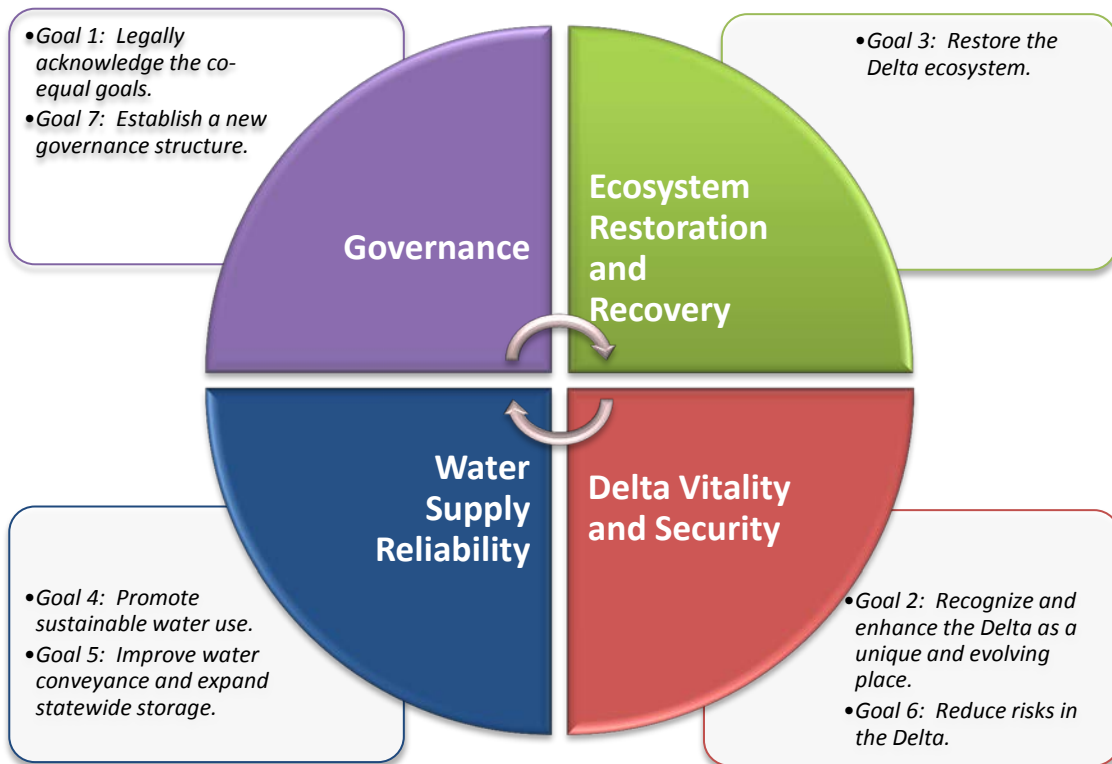 •Goal 1:  Legally
acknowledge the co-
equal goals.
•Goal 7:  Establish a new
governance structure.
•Goal 3:  Restore the
Delta ecosystem.
Governance
Ecosystem
Restoration
and
Recovery
Water
Supply
Reliability
Delta Vitality
and Security
•Goal 4:  Promote
sustainable water use.
•Goal 5:  Improve water
conveyance and expand
statewide storage.
•Goal 2:  Recognize and
enhance the Delta as a
unique and evolving
place.
•Goal 6:  Reduce risks in
the Delta.